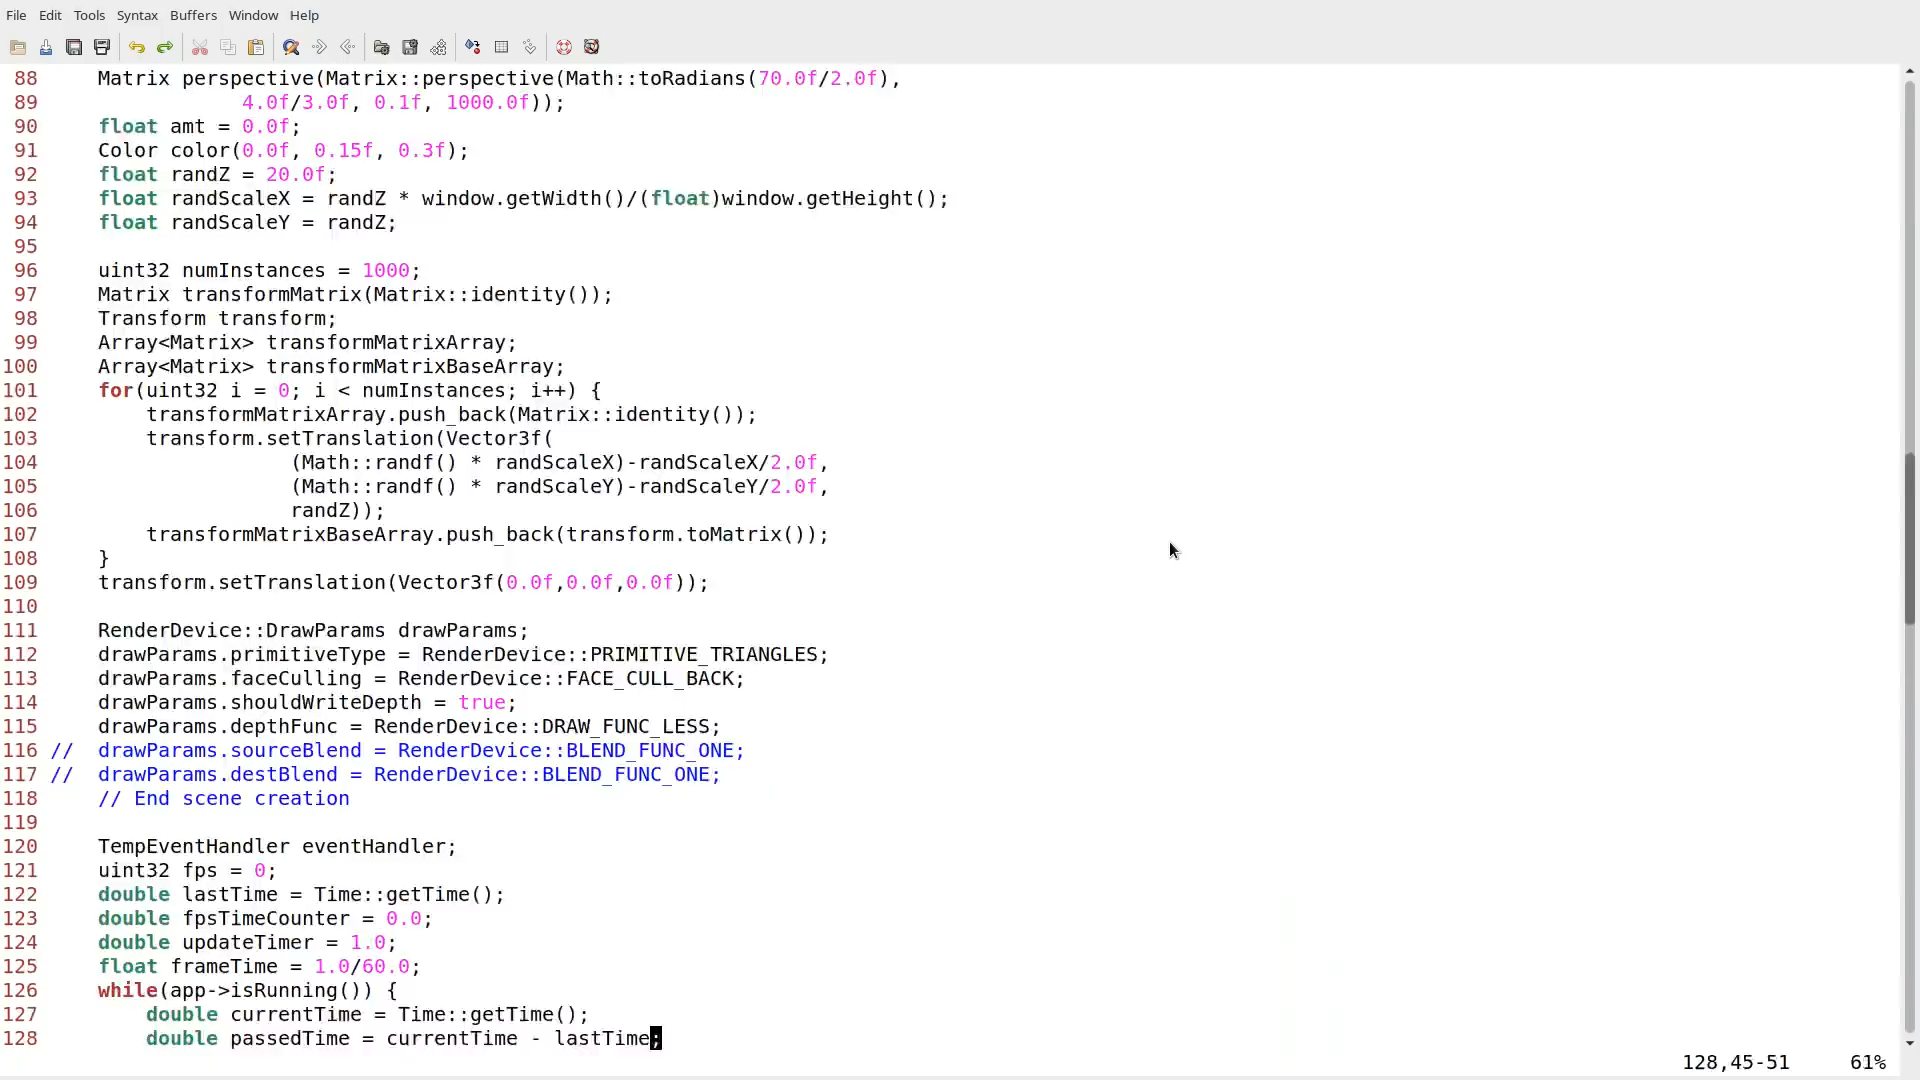 File Edit Tools Syntax Buffers Window Help
88     Matrix perspective(Matrix::perspective(Math::toRadians(70.0f/2.0f),
89                 4.0f/3.0f, 0.1f, 1000.0f));
90     float amt = 0.0f;
91     Color color(0.0f, 0.15f, 0.3f);
92     float randZ = 20.0f;
93     float randScaleX = randZ * window.getWidth()/(float)window.getHeight();
94     float randScaleY = randZ;
95
96     uint32 numInstances = 1000;
97     Matrix transformMatrix(Matrix::identity());
98     Transform transform;
99     Array<Matrix> transformMatrixArray;
100     Array<Matrix> transformMatrixBaseArray;
101     for(uint32 i = 0; i < numInstances; i++) {
102         transformMatrixArray.push_back(Matrix::identity());
103         transform.setTranslation(Vector3f(
104                     (Math::randf() * randScaleX)-randScaleX/2.0f,
105                     (Math::randf() * randScaleY)-randScaleY/2.0f,
106                     randZ));
107         transformMatrixBaseArray.push_back(transform.toMatrix());
108     }
109     transform.setTranslation(Vector3f(0.0f,0.0f,0.0f));
110
111     RenderDevice::DrawParams drawParams;
112     drawParams.primitiveType = RenderDevice::PRIMITIVE_TRIANGLES;
113     drawParams.faceCulling = RenderDevice::FACE_CULL_BACK;
114     drawParams.shouldWriteDepth = true;
115     drawParams.depthFunc = RenderDevice::DRAW_FUNC_LESS;
116 //  drawParams.sourceBlend = RenderDevice::BLEND_FUNC_ONE;
117 //  drawParams.destBlend = RenderDevice::BLEND_FUNC_ONE;
118     // End scene creation
119
120     TempEventHandler eventHandler;
121     uint32 fps = 0;
122     double lastTime = Time::getTime();
123     double fpsTimeCounter = 0.0;
124     double updateTimer = 1.0;
125     float frameTime = 1.0/60.0;
126     while(app->isRunning()) {
127         double currentTime = Time::getTime();
128         double passedTime = currentTime - lastTime;
128,45-51     61%